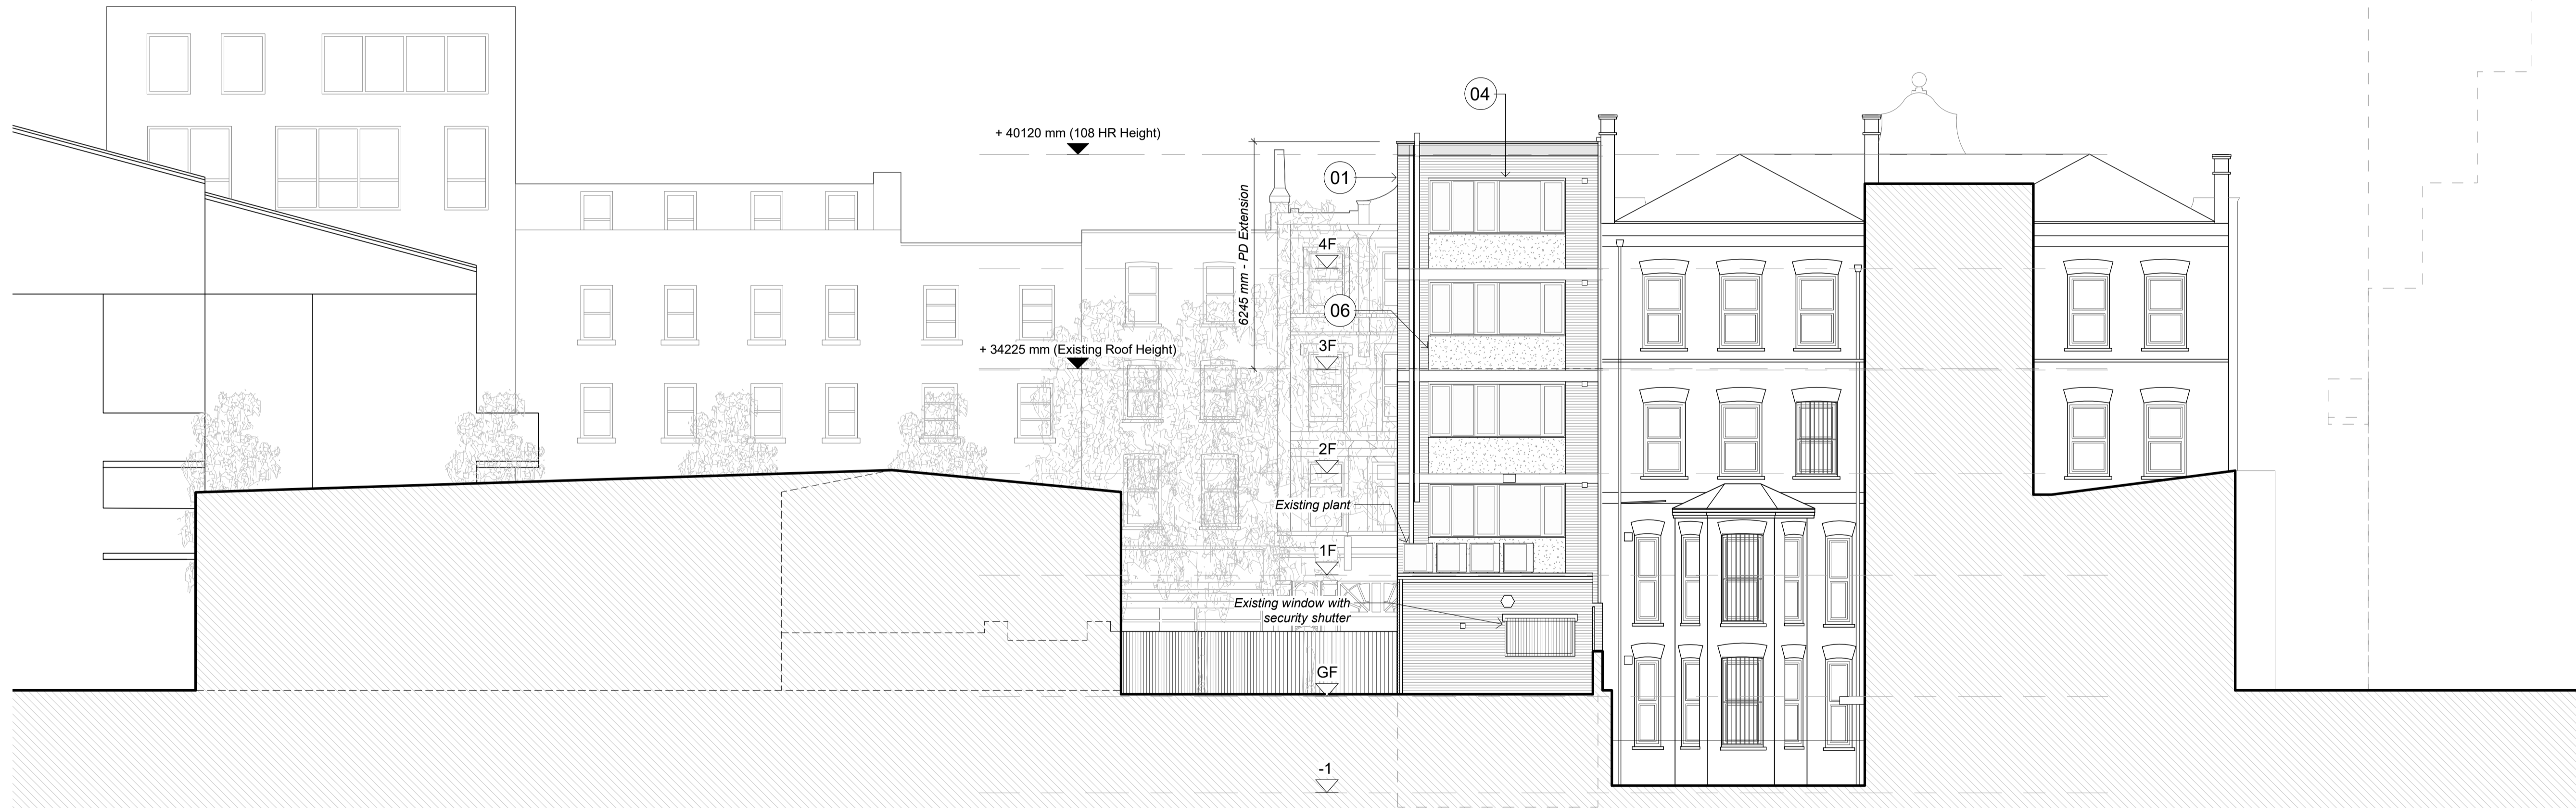 04
+ 40120 mm (108 HR Height)
01
6245 mm - PD Extension
4F
06
3F
+ 34225 mm (Existing Roof Height)
2F
Existing plant
1F
Existing window with
security shutter
GF
-1